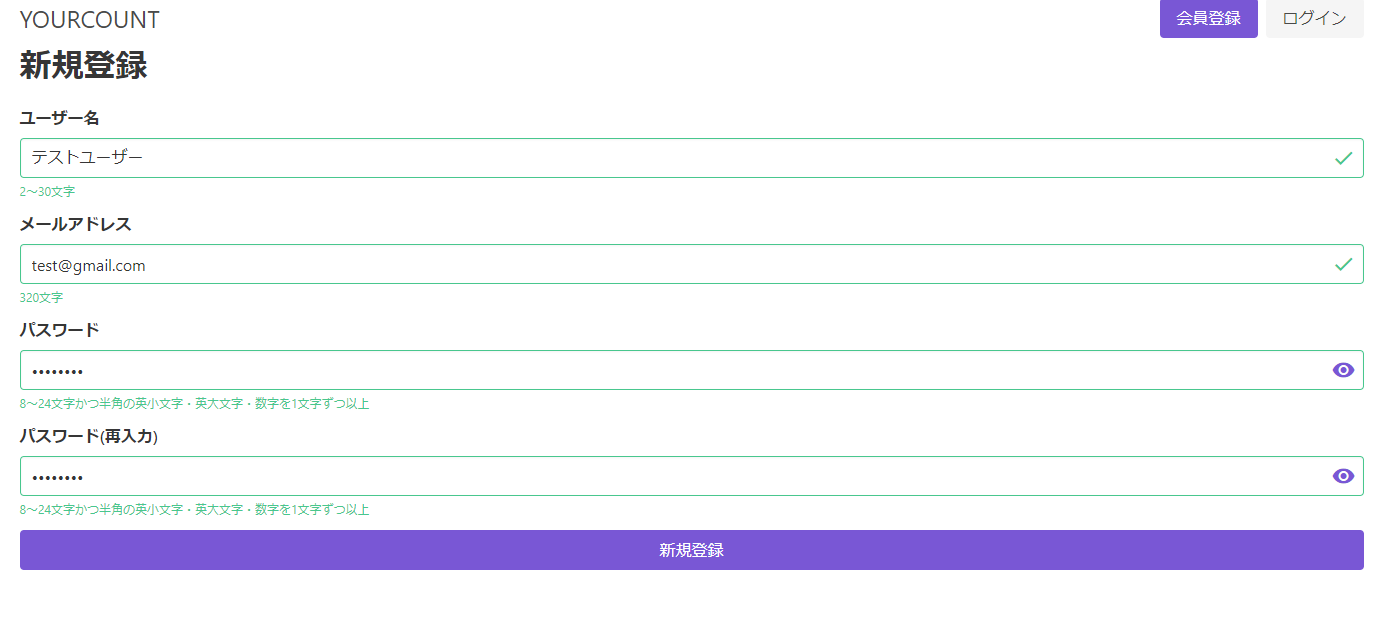 YOURCOUNT
会員登録
ログイン
新規登録
ユーザー名
テストユーザー
2～30文字
メールアドレス
test@gmail.com
320文字
パスワード
••••••••
8～24文字かつ半角の英小文字・英大文字・数字を1文字ずつ以上
パスワード(再入力)
••••••••
8～24文字かつ半角の英小文字・英大文字・数字を1文字ずつ以上
新規登録